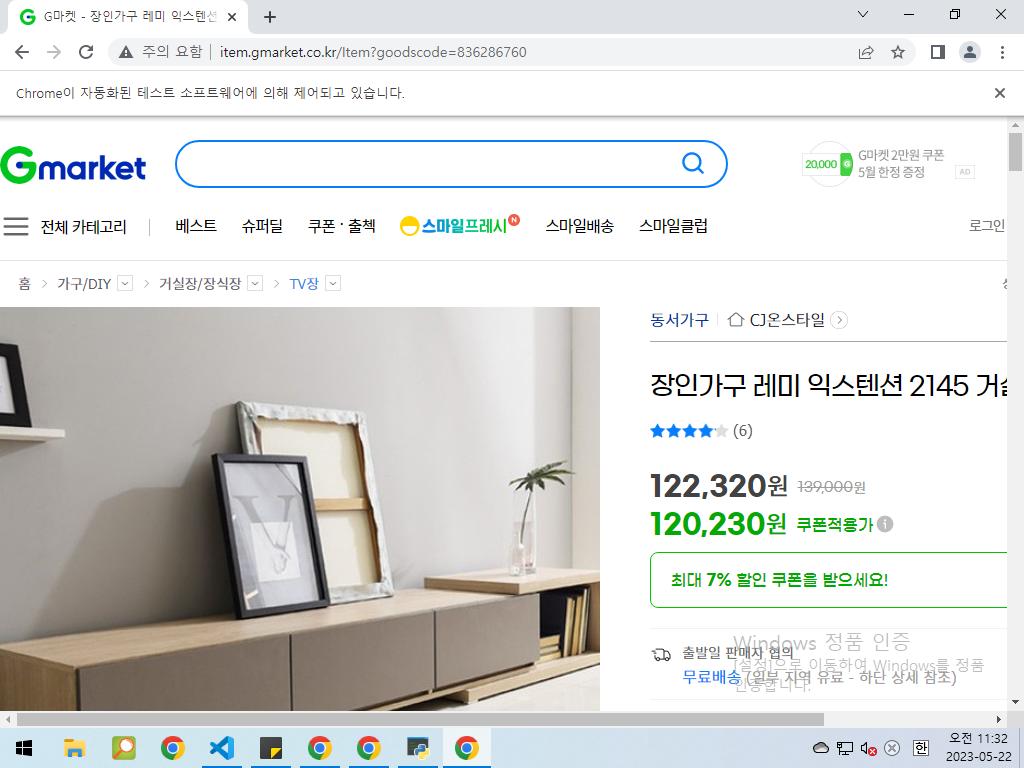 G마켓 - 장인가구 레미 익스텐션
주의 요함 item.gmarket.co.kr/Item?goodscode=836286760
Chrome이 자동화된 테스트 소프트웨어에 의해 제어되고 있습니다.
Gmarket
20,000 G마켓 2만원 쿠폰
5월 한정 증정 AD
전체 카테고리 베스트 슈퍼딜 쿠폰·출첵 스마일프레시 N 스마일배송 스마일클럽 로그인
홈 > 가구/DIY > 거실장/장식장 > TV장
동서가구 CJ온스타일
장인가구 레미 익스텐션 2145
(6)
122,320원 139,000원
120,230원 쿠폰적용가
최대 7% 할인 쿠폰을 받으세요!
출발일 판매자 협의
무료배송 (일부 지역 유료 - 하단 상세 참조)
Windows 정품 인증
[설정]으로 이동하여 Windows를 정품
인증합니다.
V
한
오전 11:32
2023-05-22